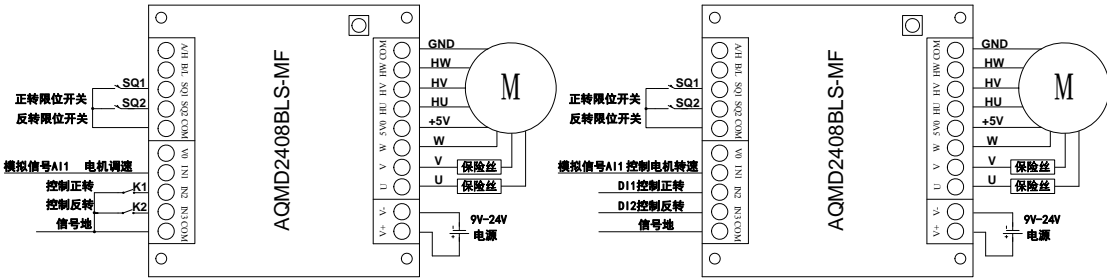 AQMD2408BLS-MF
A/H
B/L
SQ1
SQ2
COM
V0
IN1
IN2
IN3
COM
SQ1
SQ2
正转限位开关
反转限位开关
模拟信号AI1 电机调速
控制正转 K1
控制反转 K2
信号地
MCOM
HW
HV
HU
5V0
W
V
U
V-
V+
GND
HW
HV
HU
+5V
W
V 保险丝
U 保险丝
M
9V-24V
电源
AQMD2408BLS-MF
A/H
B/L
SQ1
SQ2
COM
V0
IN1
IN2
IN3
COM
SQ1
SQ2
正转限位开关
反转限位开关
模拟信号AI1 控制电机转速
DI1控制正转
DI2控制反转
信号地
HW
HV
HU
5V0
W
V
U
V-
V+
GND
HW
HV
HU
+5V
W
V 保险丝
U 保险丝
M
9V-24V
电源